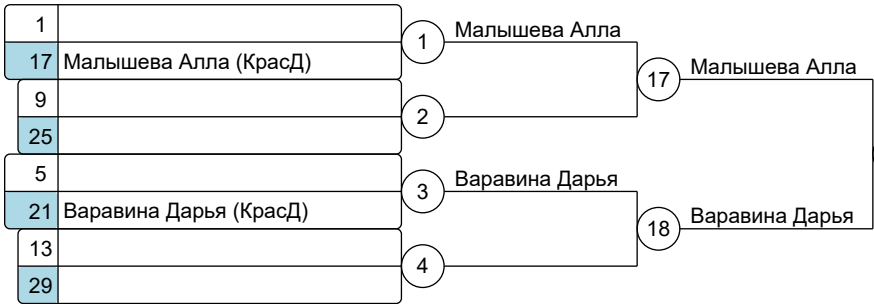 1
17 Малышева Алла (КрасД)
1 Малышева Алла
9
25
2
17 Малышева Алла
5
21 Варавина Дарья (КрасД)
3 Варавина Дарья
13
29
4
18 Варавина Дарья